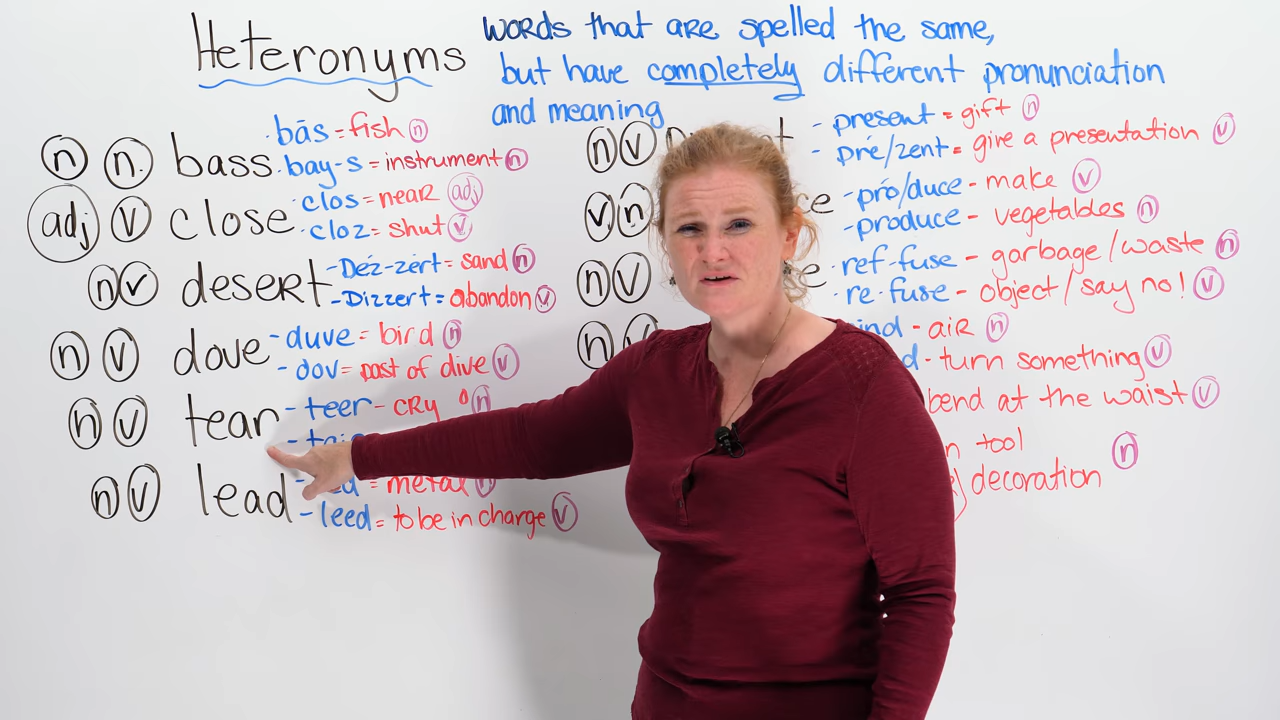 Heteronyms
words that are spelled the same,
but have completely different pronunciation
and meaning
n n. bass
· bās = fish n
· bay-s = instrument n
adj v close
· clos = near adj
· cloz = shut v
n v desert
- Déz-zért = sand n
- Dizzert = abandon v
n v dove
- duve = bird n
- dov = past of dive v
n v tear
- teer - cry n
n v lead
= metal n
- leed = to be in charge v
n v
- present = gift n
- pre/zent = give a presentation v
v n
- pró/duce - make v
- produce - vegetables n
n v
· ref-fuse - garbage/waste n
· re-fuse - object/say no! v
n v
- air n
- turn something v
bend at the waist v
tool
decoration n